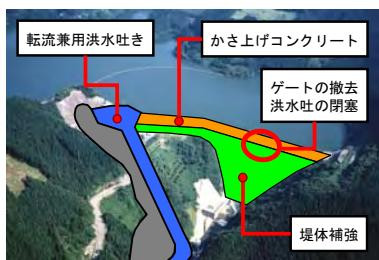 転流兼用洪水吐き
かさ上げコンクリート
ゲートの撤去
洪水吐の閉塞
堤体補強